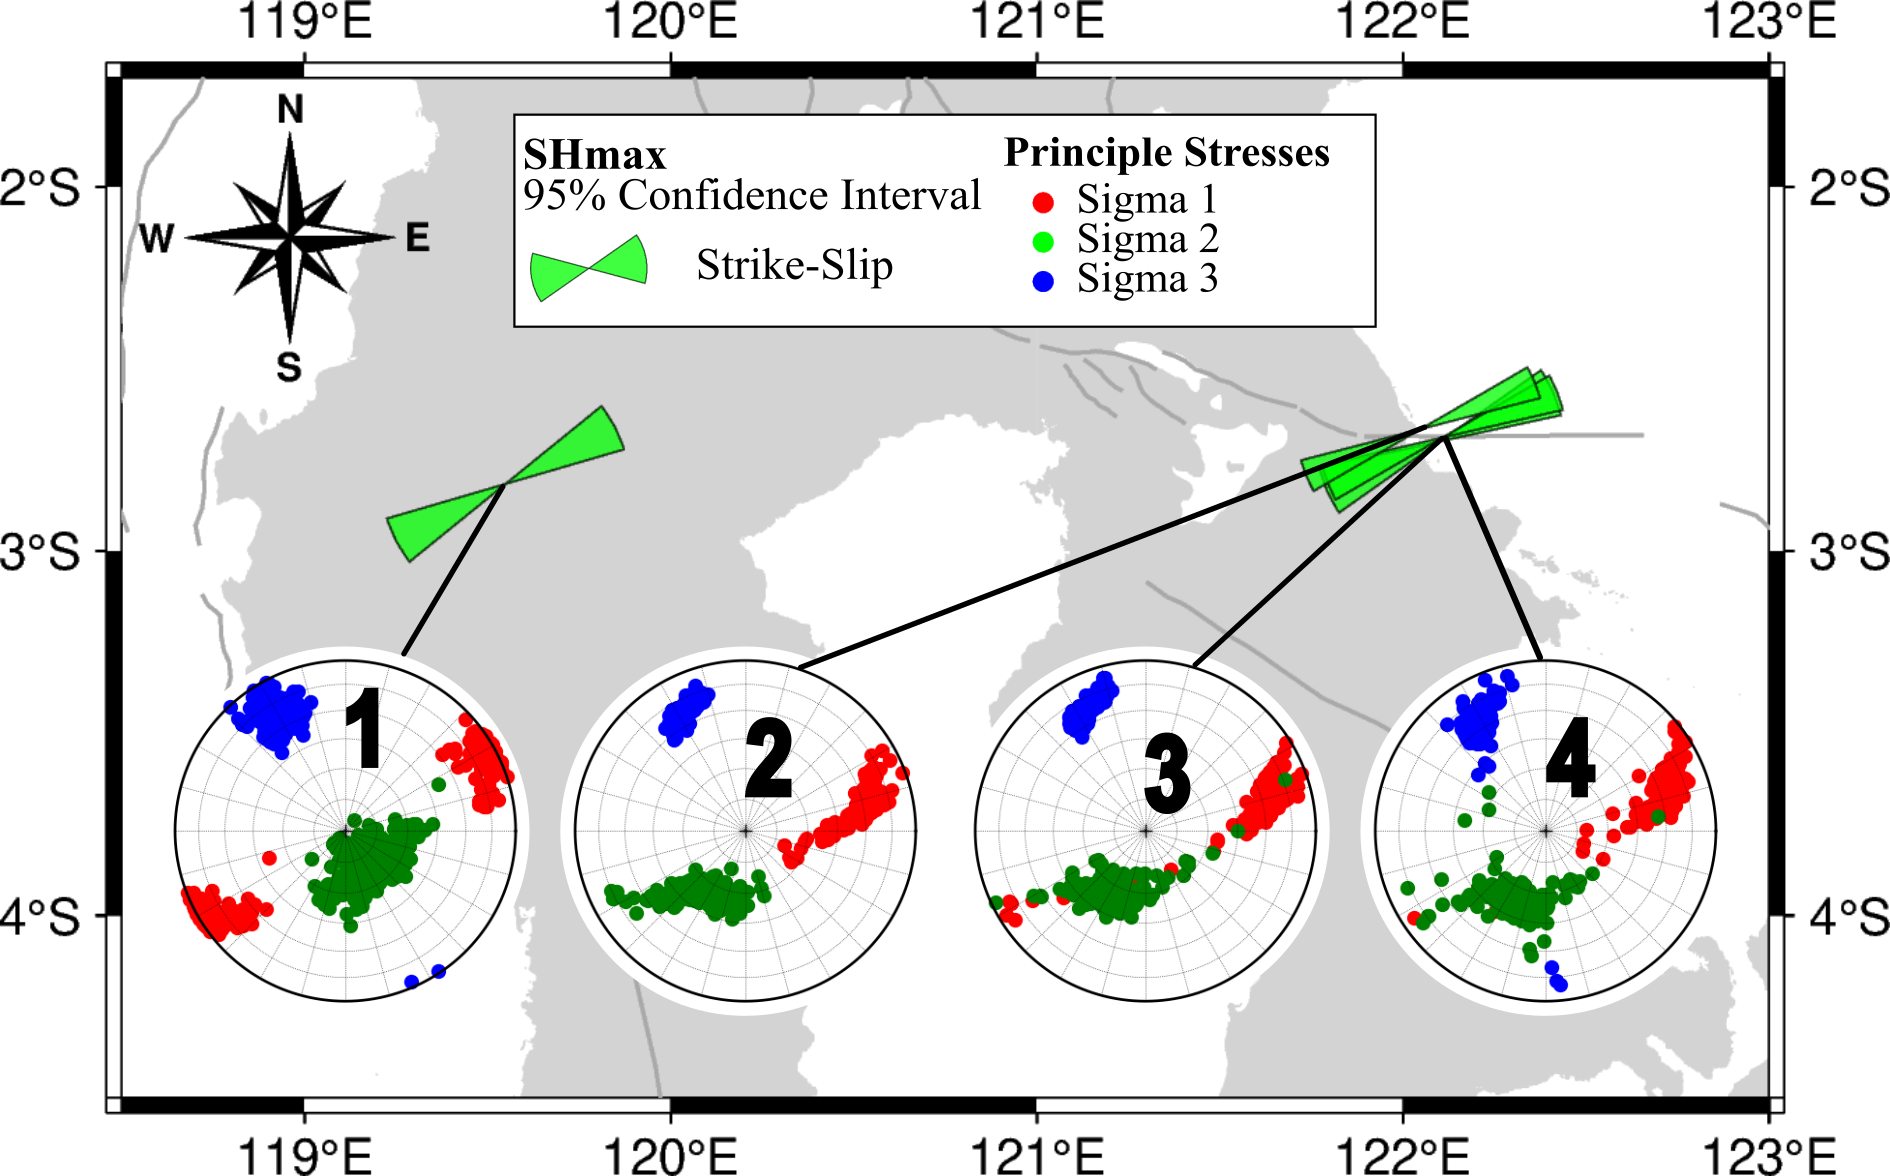 119°E 120°E 121°E 122°E 123°E
N
W E
S
SHmax
95% Confidence Interval
Strike-Slip
Principle Stresses
Sigma 1
Sigma 2
Sigma 3
2°S 2°S
3°S 3°S
1 2 3 4
4°S 4°S
119°E 120°E 121°E 122°E 123°E